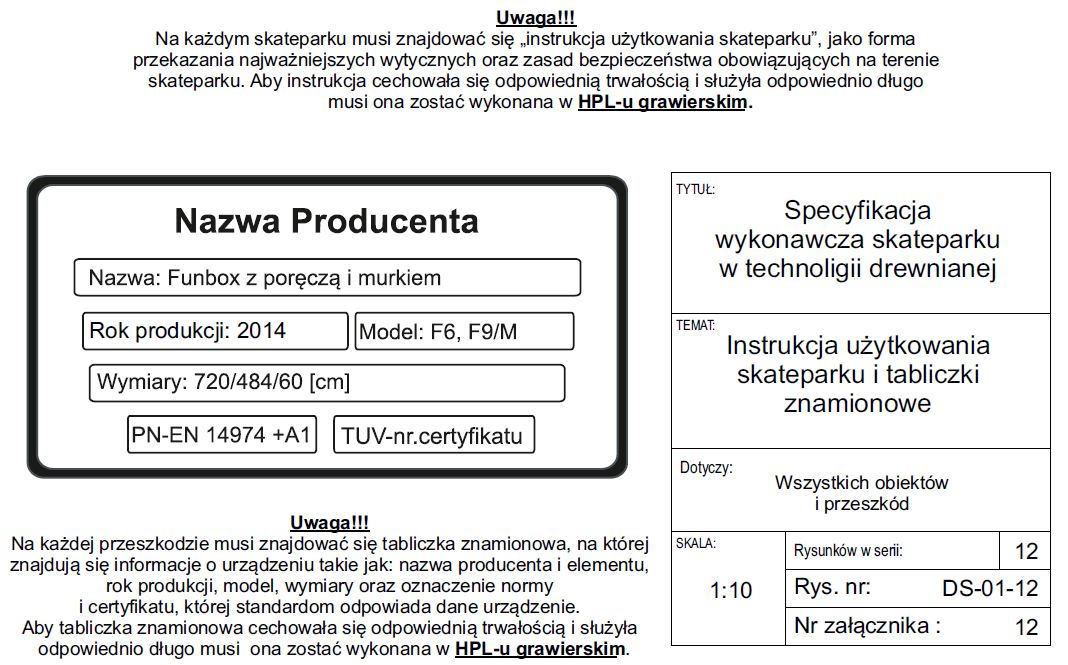 Uwaga!!!
Na każdym skateparku musi znajdować się „instrukcja użytkowania skateparku”, jako forma
przekazania najważniejszych wytycznych oraz zasad bezpieczeństwa obowiązujących na terenie
skateparku. Aby instrukcja cechowała się odpowiednią trwałością i służyła odpowiednio długo
musi ona zostać wykonana w HPL-u grawierskim.
Nazwa Producenta
Nazwa: Funbox z poręczą i murkiem
Rok produkcji: 2014
Model: F6, F9/M
Wymiary: 720/484/60 [cm]
PN-EN 14974 +A1
TUV-nr.certyfikatu
Uwaga!!!
Na każdej przeszkodzie musi znajdować się tabliczka znamionowa, na której
znajdują się informacje o urządzeniu takie jak: nazwa producenta i elementu,
rok produkcji, model, wymiary oraz oznaczenie normy
i certyfikatu, której standardom odpowiada dane urządzenie.
Aby tabliczka znamionowa cechowała się odpowiednią trwałością i służyła
odpowiednio długo musi ona zostać wykonana w HPL-u grawierskim.
TYTUŁ:
Specyfikacja
wykonawcza skateparku
w technoligii drewnianej
TEMAT:
Instrukcja użytkowania
skateparku i tabliczki
znamionowe
Dotyczy:
Wszystkich obiektów
i przeszkód
SKALA:
1:10
Rysunków w serii: 12
Rys. nr: DS-01-12
Nr załącznika : 12